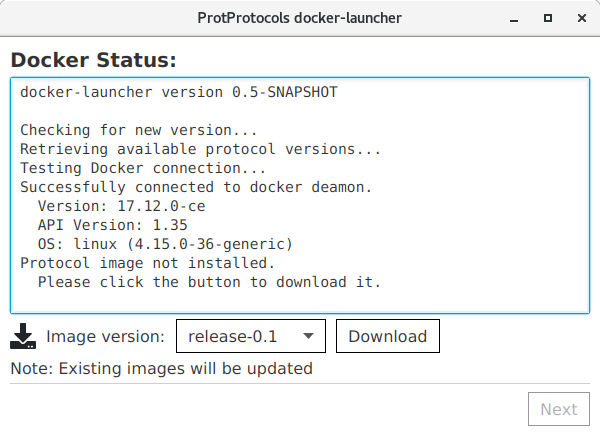 ProtProtocols docker-launcher
Docker Status:
docker-launcher version 0.5-SNAPSHOT
Checking for new version...
Retrieving available protocol versions...
Testing Docker connection...
Successfully connected to docker deamon.
Version: 17.12.0-ce
API Version: 1.35
OS: linux (4.15.0-36-generic)
Protocol image not installed.
Please click the button to download it.
Image version: release-0.1 Download
Note: Existing images will be updated
Next